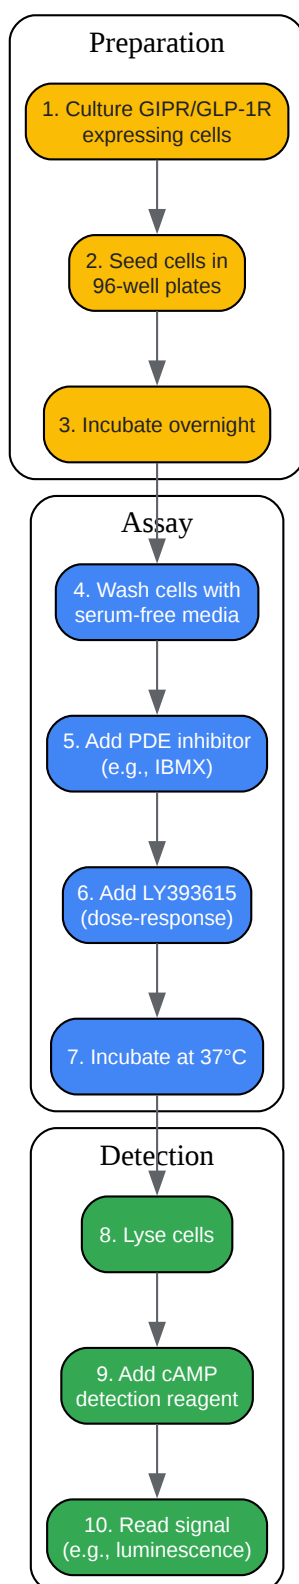 Preparation
1. Culture GIPR/GLP-1R
expressing cells
2. Seed cells in
96-well plates
3. Incubate overnight
Assay
4. Wash cells with
serum-free media
5. Add PDE inhibitor
(e.g., IBMX)
6. Add LY393615
(dose-response)
7. Incubate at 37°C
Detection
8. Lyse cells
9. Add cAMP
detection reagent
10. Read signal
(e.g., luminescence)